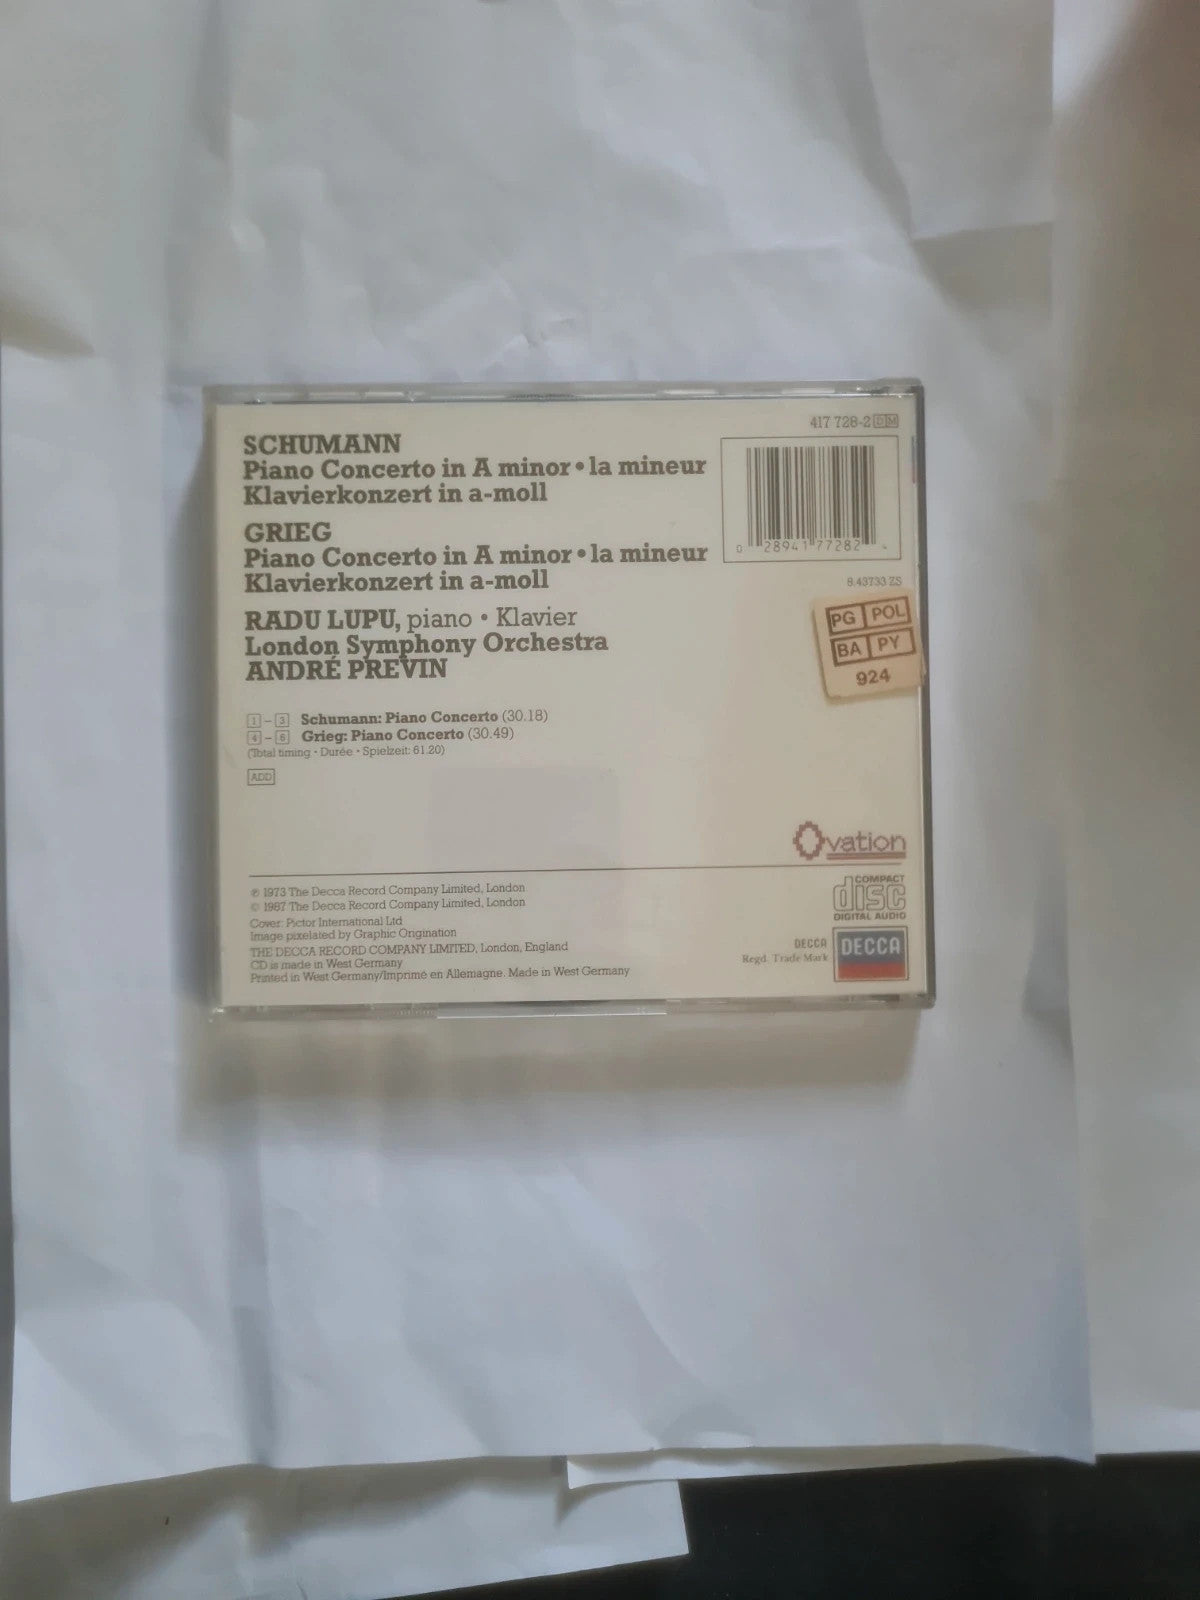 SCHUMANN
Piano Concerto in A minor • la mineur
Klavierkonzert in a-moll
GRIEG
Piano Concerto in A minor • la mineur
Klavierkonzert in a-moll
RADU LUPU, piano • Klavier
London Symphony Orchestra
ANDRÉ PREVIN
1 – 3 Schumann: Piano Concerto (30.18)
4 – 6 Grieg: Piano Concerto (30.49)
(Total timing • Durée • Spielzeit: 61.20)
ADD
417 728-2 DM
0 28941 77282 4
8.43733 ZS
PG POL
BA PY
924
Ovation
℗ 1973 The Decca Record Company Limited, London
© 1987 The Decca Record Company Limited, London
Cover: Pictor International Ltd
Image pixelated by Graphic Origination
THE DECCA RECORD COMPANY LIMITED, London, England
CD is made in West Germany
Printed in West Germany/Imprimé en Allemagne. Made in West Germany
COMPACT
disc
DIGITAL AUDIO
DECCA
Regd. Trade Mark
DECCA